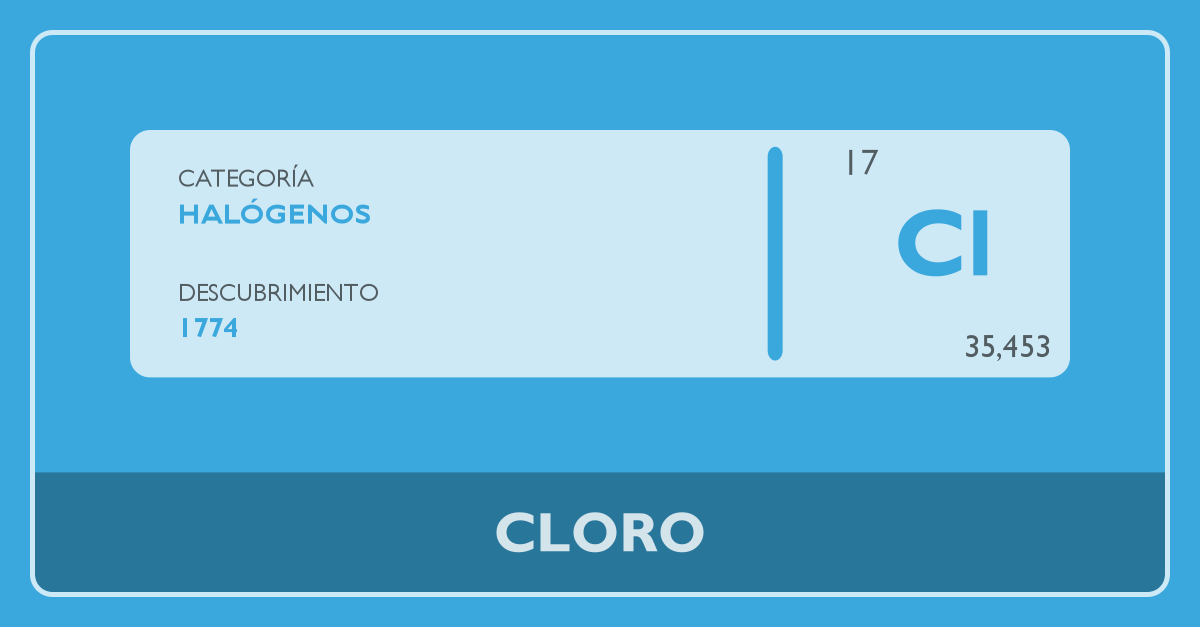 CATEGORÍA
HALÓGENOS
DESCUBRIMIENTO
1774
17
Cl
35,453
CLORO